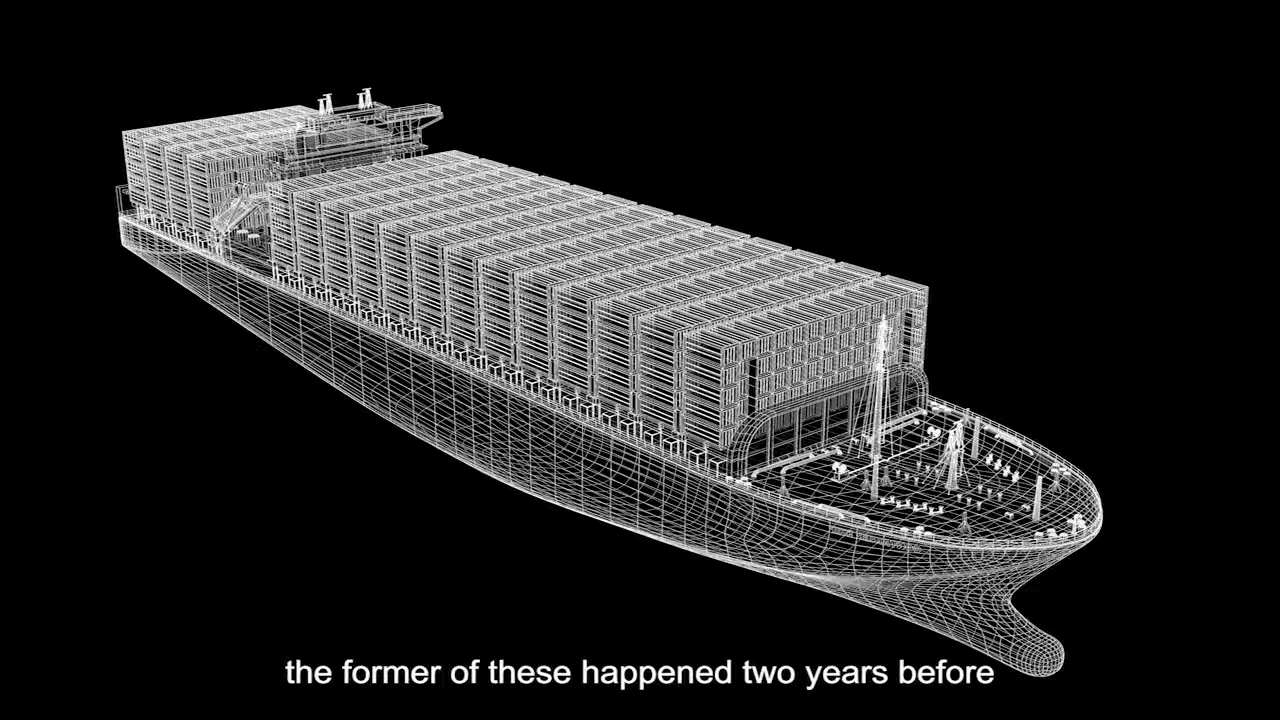 the former of these happened two years before